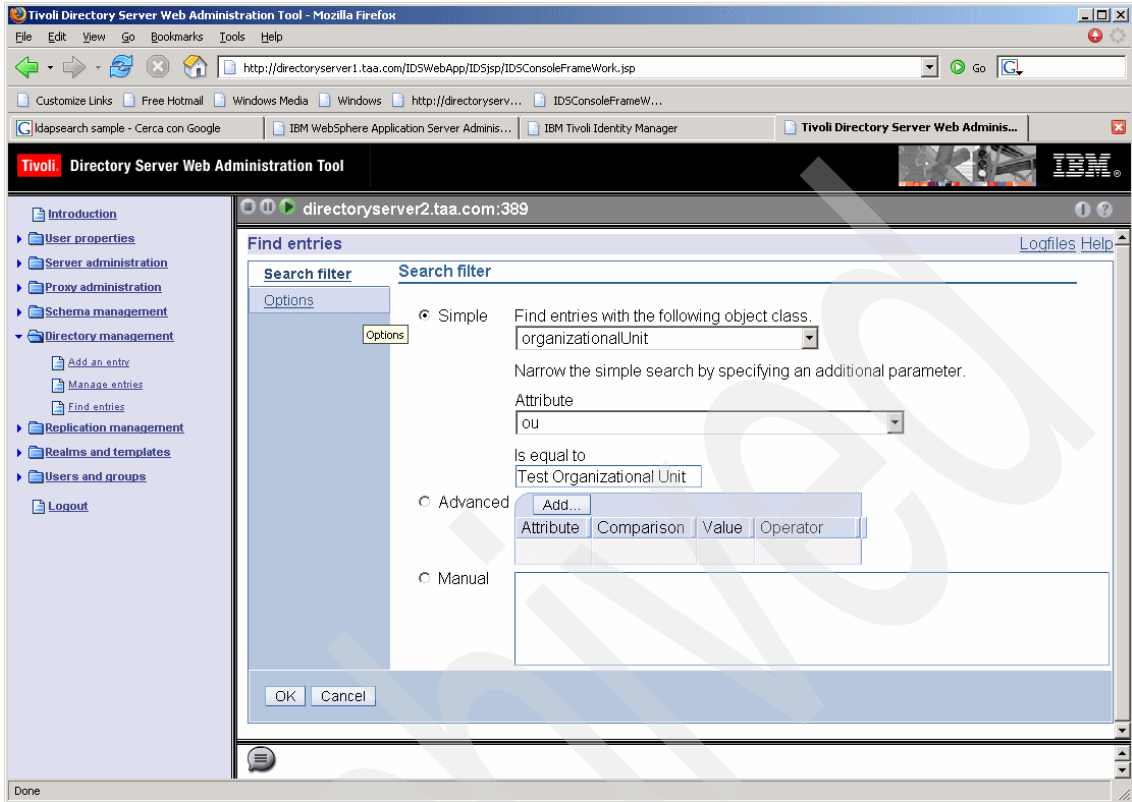 Tivoli Directory Server Web Administration Tool - Mozilla Firefox
File Edit View Go Bookmarks Tools Help
http://directoryserver1.taa.com/IDSWebApp/IDSjsp/IDSConsoleFrameWork.jsp
Go
G
Customize Links Free Hotmail Windows Media Windows http://directoryserv... IDSConsoleFrameW...
G ldapsearch sample - Cerca con Google IBM WebSphere Application Server Adminis... IBM Tivoli Identity Manager Tivoli Directory Server Web Adminis...
Tivoli. Directory Server Web Administration Tool
IBM®
Introduction
User properties
Server administration
Proxy administration
Schema management
Directory management
Add an entry
Manage entries
Find entries
Replication management
Realms and templates
Users and groups
Logout
directoryserver2.taa.com:389
Find entries
Logfiles Help
Search filter
Options
Options
Search filter
Simple
Find entries with the following object class.
organizationalUnit
Narrow the simple search by specifying an additional parameter.
Attribute
ou
Is equal to
Test Organizational Unit
Advanced
Add...
Attribute Comparison Value Operator
Manual
OK Cancel
Done
hived